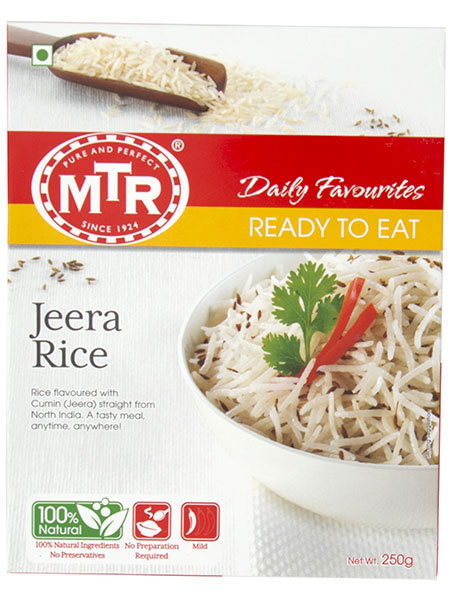 PURE AND PERFECT
MTR®
SINCE 1924
Daily Favourites
READY TO EAT
Jeera
Rice
Rice flavoured with
Cumin (Jeera) straight from
North India. A tasty meal,
anytime, anywhere!
100%
Natural
100% Natural Ingredients
No Preservatives
No Preparation
Required
Mild
Net Wt. 250g